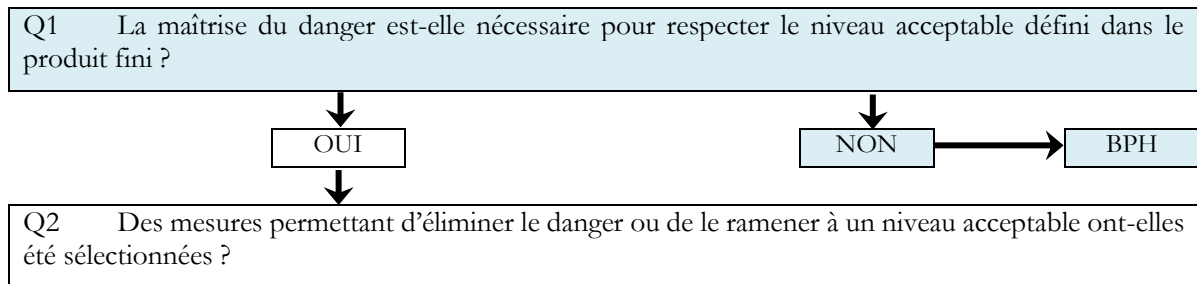 Q1 La maîtrise du danger est-elle nécessaire pour respecter le niveau acceptable défini dans le
produit fini ?
OUI NON BPH
Q2 Des mesures permettant d’éliminer le danger ou de le ramener à un niveau acceptable ont-elles
été sélectionnées ?